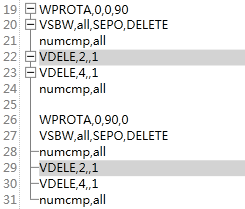 19 WPROTA,0,0,90
20 VSBW,all,SEPO,DELETE
21 numcmp,all
22 VDELE,2,,1
23 VDELE,4,,1
24 numcmp,all
25
26 WPROTA,0,90,0
27 VSBW,all,SEPO,DELETE
28 numcmp,all
29 VDELE,2,,1
30 VDELE,4,,1
31 numcmp,all